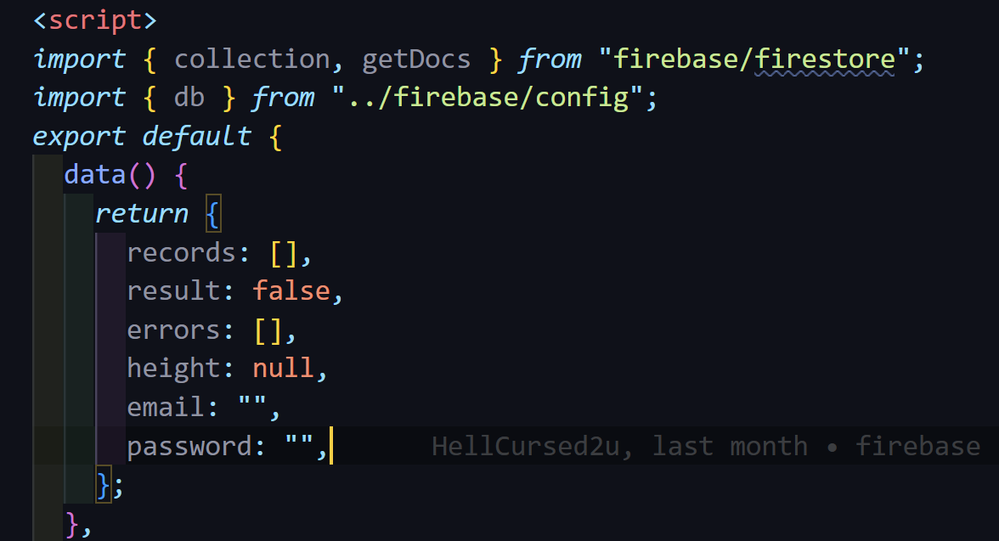 <script>
import { collection, getDocs } from "firebase/firestore";
import { db } from "../firebase/config";
export default {
data() {
return {
records: [],
result: false,
errors: [],
height: null,
email: "",
password: "", HellCursed2u, last month • firebase
};
},